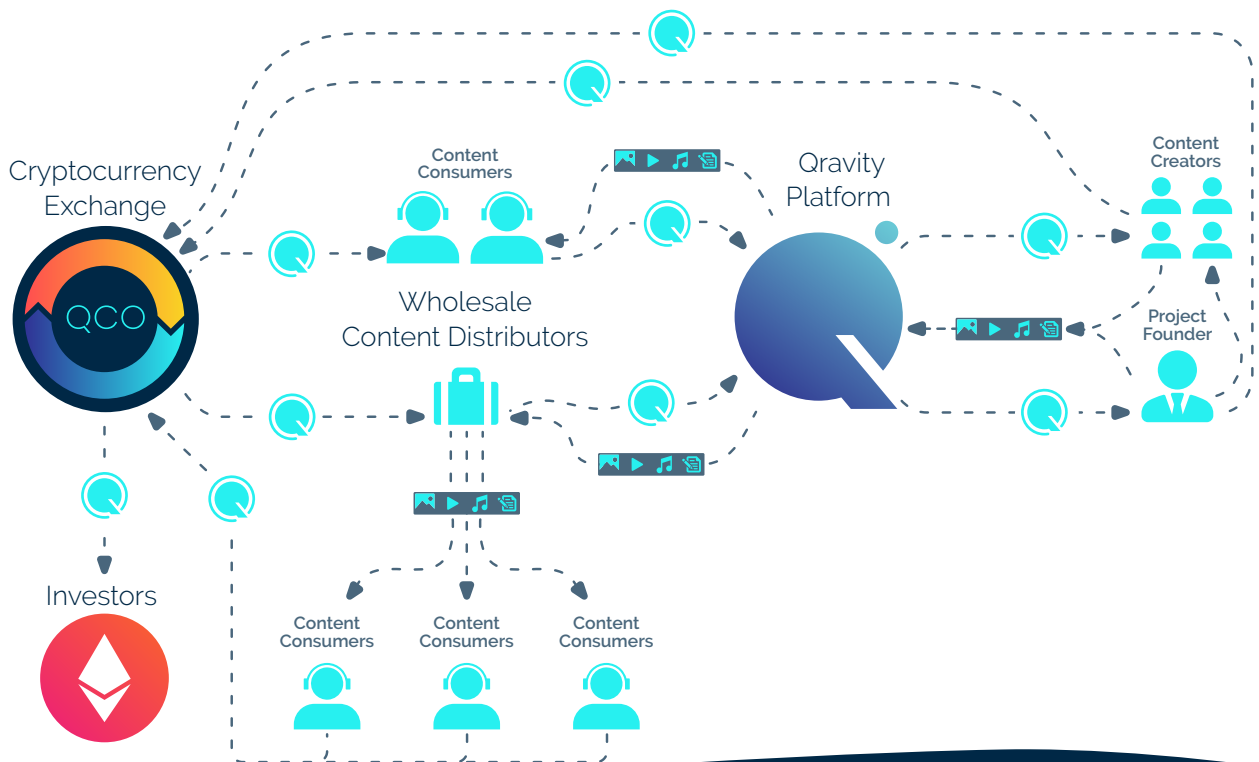 Content
Creators
Content
Consumers
Qravity
Platform
Cryptocurrency
Exchange
QCO
Wholesale
Content Distributors
Project
Founder
Investors
Content
Consumers
Content
Consumers
Content
Consumers